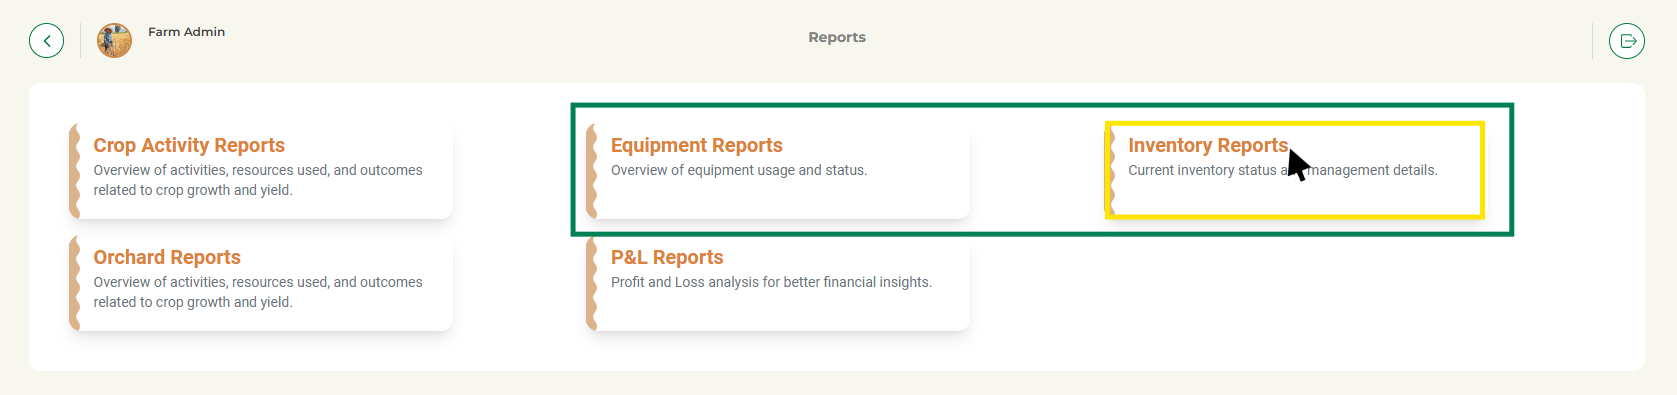 Farm Admin
Reports
Crop Activity Reports
Overview of activities, resources used, and outcomes
related to crop growth and yield.
Equipment Reports
Overview of equipment usage and status.
Inventory Reports
Current inventory status management details.
Orchard Reports
Overview of activities, resources used, and outcomes
related to crop growth and yield.
P&L Reports
Profit and Loss analysis for better financial insights.